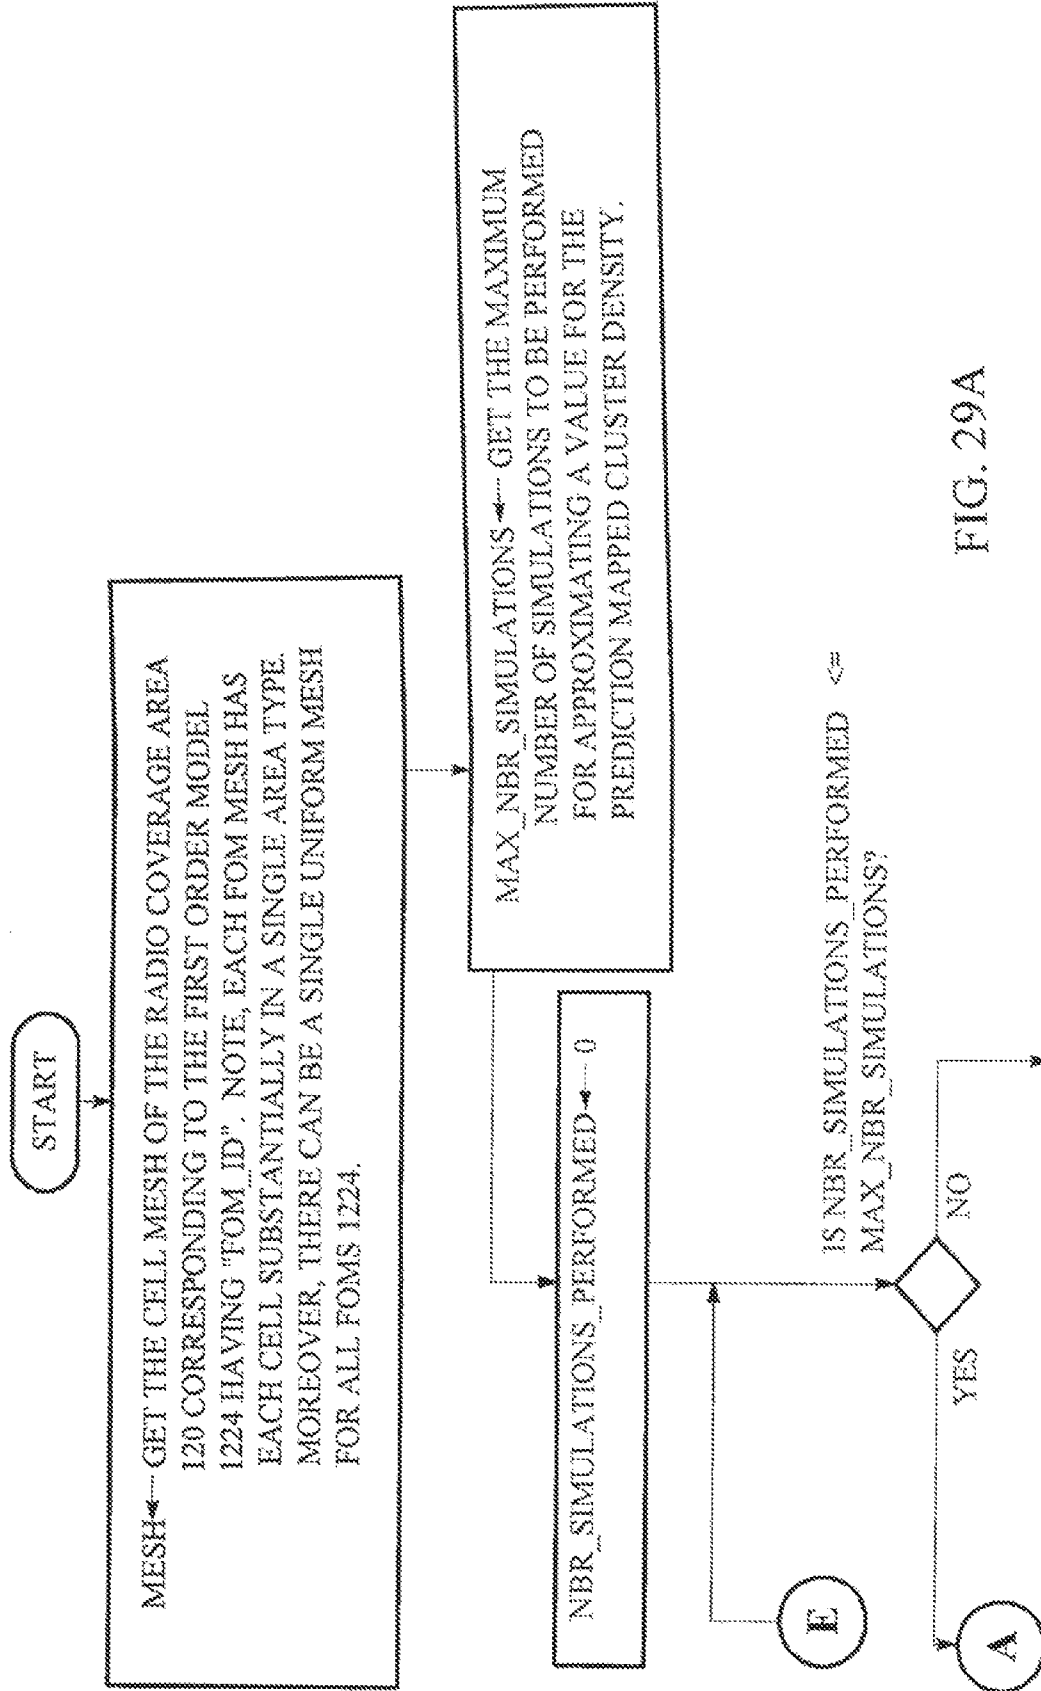 START
MESH← GET THE CELL MESH OF THE RADIO COVERAGE AREA
120 CORRESPONDING TO THE FIRST ORDER MODEL
1224 HAVING "FOM_ID". NOTE, EACH FOM MESH HAS
EACH CELL SUBSTANTIALLY IN A SINGLE AREA TYPE.
MOREOVER, THERE CAN BE A SINGLE UNIFORM MESH
FOR ALL FOMS 1224.
MAX_NBR_SIMULATIONS← GET THE MAXIMUM
NUMBER OF SIMULATIONS TO BE PERFORMED
FOR APPROXIMATING A VALUE FOR THE
PREDICTION MAPPED CLUSTER DENSITY.
NBR_SIMULATIONS_PERFORMED← 0
E
IS NBR_SIMULATIONS_PERFORMED <=
MAX_NBR_SIMULATIONS?
YES
NO
A
FIG. 29A